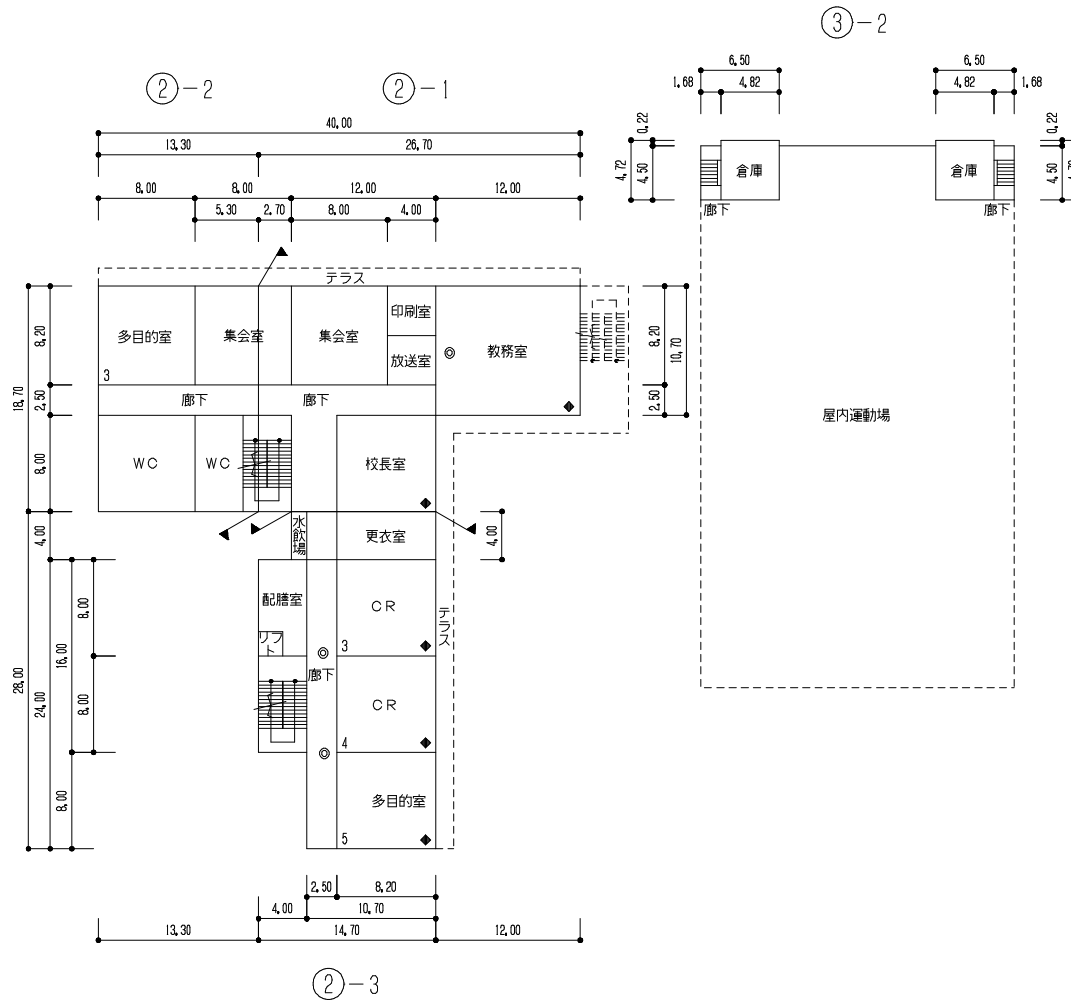 ③-2
②-2
②-1
6.50
6.50
1.68
4.82
4.82
1.68
40.00
13.30
26.70
0.22
0.22
4.72
4.50
4.50
8.00
8.00
12.00
12.00
5.30
2.70
8.00
4.00
倉庫
倉庫
廊下
廊下
テラス
多目的室
3
集会室
集会室
印刷室
放送室
教務室
8.20
18.70
2.50
8.00
8.20
10.70
2.50
廊下
廊下
屋内運動場
WC
WC
校長室
4.00
水飲場
更衣室
4.00
配膳室
リフト
CR
3
テラス
廊下
CR
4
多目的室
5
28.00
24.00
16.00
8.00
8.00
8.00
2.50
8.20
4.00
10.70
13.30
14.70
12.00
②-3